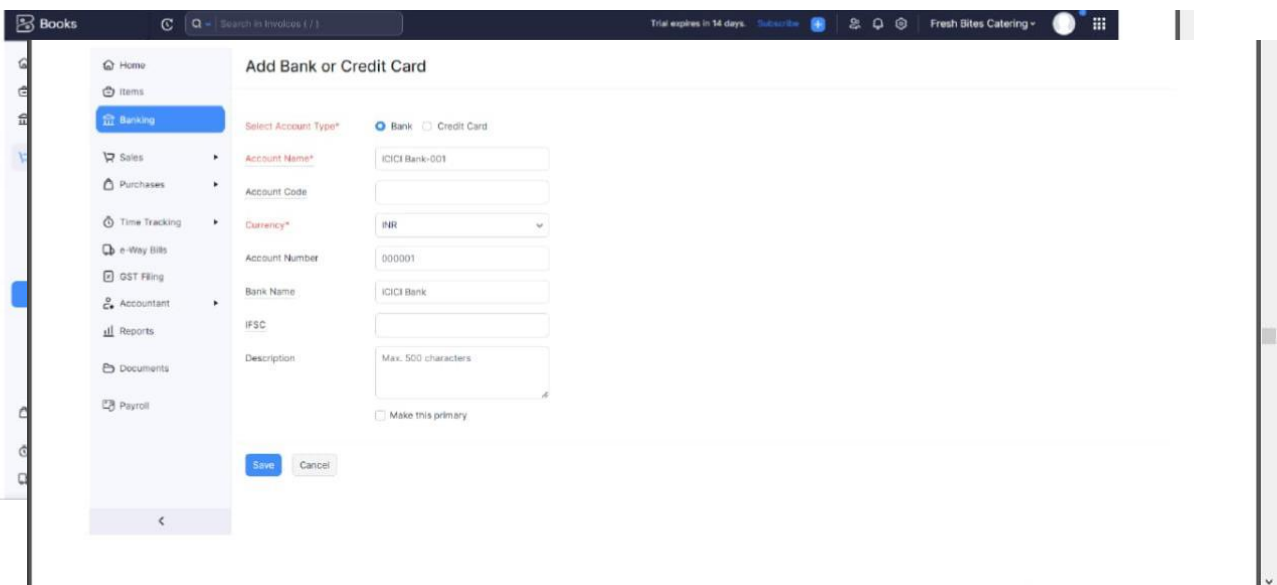 Books
Search in Invoices ( / )
Trial expires in 14 days. Subscribe
Fresh Bites Catering
Home
Items
Banking
Sales
Purchases
Time Tracking
e-Way Bills
GST Filing
Accountant
Reports
Documents
Payroll
Add Bank or Credit Card
Select Account Type* Bank Credit Card
Account Name* ICICI Bank-001
Account Code
Currency* INR
Account Number 000001
Bank Name ICICI Bank
IFSC
Description Max. 500 characters
Make this primary
Save Cancel